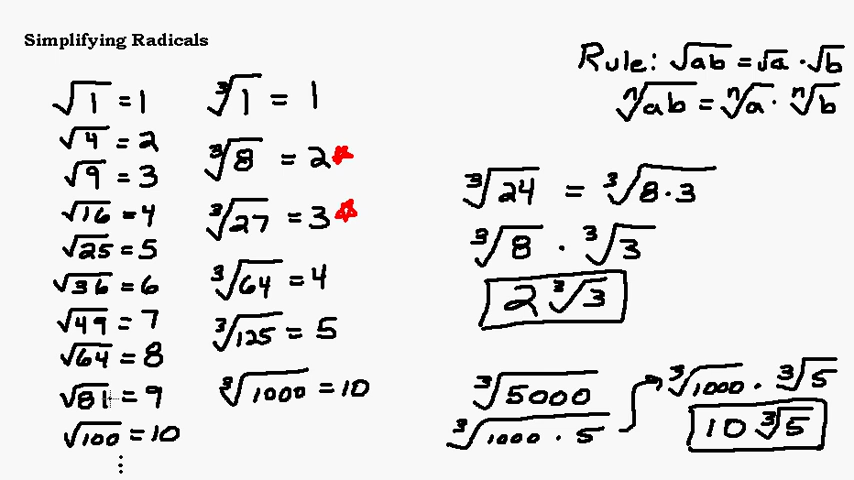 Simplifying Radicals
√1 = 1
√4 = 2
√9 = 3
√16 = 4
√25 = 5
√36 = 6
√49 = 7
√64 = 8
√81 = 9
√100 = 10
⋮
∛1 = 1
∛8 = 2
∛27 = 3
∛64 = 4
∛125 = 5
∛1000 = 10
Rule: √ab = √a · √b
ⁿ√ab = ⁿ√a · ⁿ√b
∛24 = ∛8·3
∛8 · ∛3
2∛3
∛5000
∛1000 · 5
∛1000 · ∛5
10∛5